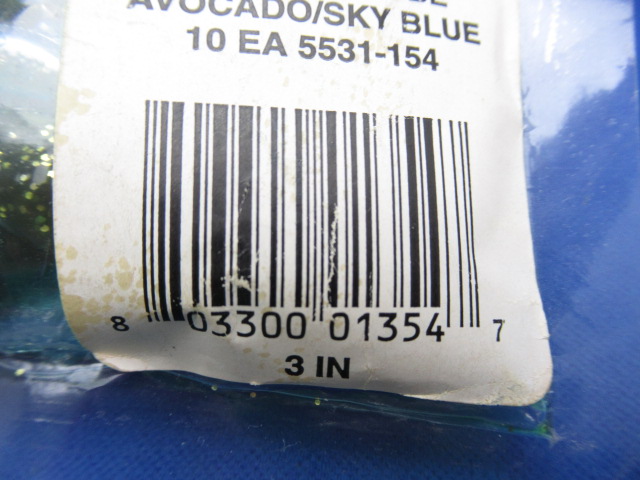 AVOCADO/SKY BLUE
10 EA 5531-154
8 03300 01354 7
3 IN